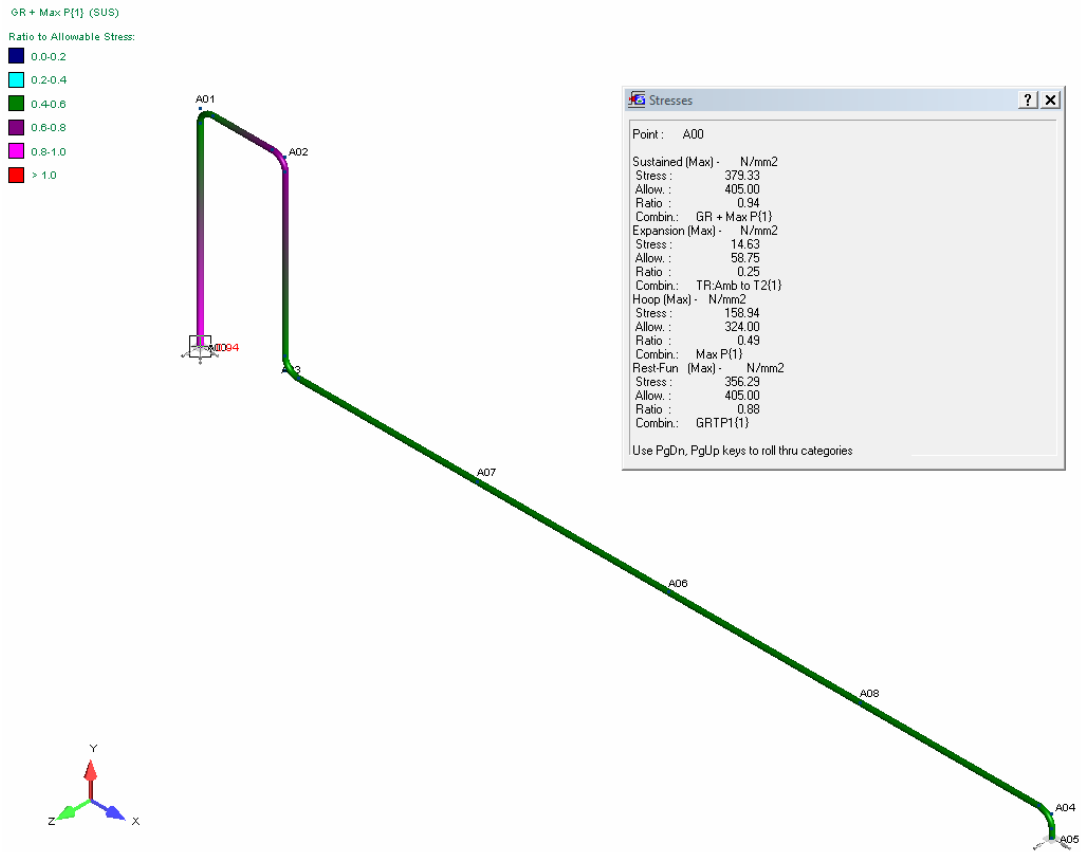 GR + Max P{1} (SUS)
Ratio to Allowable Stress:
0.0-0.2
0.2-0.4
0.4-0.6
0.6-0.8
0.8-1.0
> 1.0
A01
A02
A00
0.94
A03
A07
A06
A08
A04
A05
Y
Z
X
Stresses
? X
Point : A00
Sustained (Max) - N/mm2
Stress : 379.33
Allow. : 405.00
Ratio : 0.94
Combin.: GR + Max P{1}
Expansion (Max) - N/mm2
Stress : 14.63
Allow. : 58.75
Ratio : 0.25
Combin.: TR:Amb to T2{1}
Hoop (Max) - N/mm2
Stress : 158.94
Allow. : 324.00
Ratio : 0.49
Combin.: Max P{1}
Rest-Fun (Max) - N/mm2
Stress : 356.29
Allow. : 405.00
Ratio : 0.88
Combin.: GRTP1{1}
Use PgDn, PgUp keys to roll thru categories